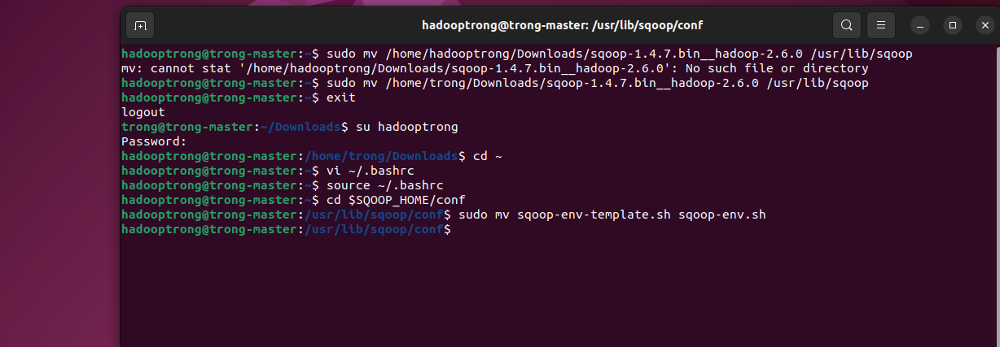 hadooptrong@trong-master: /usr/lib/sqoop/conf
hadooptrong@trong-master:~$ sudo mv /home/hadooptrong/Downloads/sqoop-1.4.7.bin__hadoop-2.6.0 /usr/lib/sqoop
mv: cannot stat '/home/hadooptrong/Downloads/sqoop-1.4.7.bin__hadoop-2.6.0': No such file or directory
hadooptrong@trong-master:~$ sudo mv /home/trong/Downloads/sqoop-1.4.7.bin__hadoop-2.6.0 /usr/lib/sqoop
hadooptrong@trong-master:~$ exit
logout
trong@trong-master:~/Downloads$ su hadooptrong
Password:
hadooptrong@trong-master:/home/trong/Downloads$ cd ~
hadooptrong@trong-master:~$ vi ~/.bashrc
hadooptrong@trong-master:~$ source ~/.bashrc
hadooptrong@trong-master:~$ cd $SQOOP_HOME/conf
hadooptrong@trong-master:/usr/lib/sqoop/conf$ sudo mv sqoop-env-template.sh sqoop-env.sh
hadooptrong@trong-master:/usr/lib/sqoop/conf$